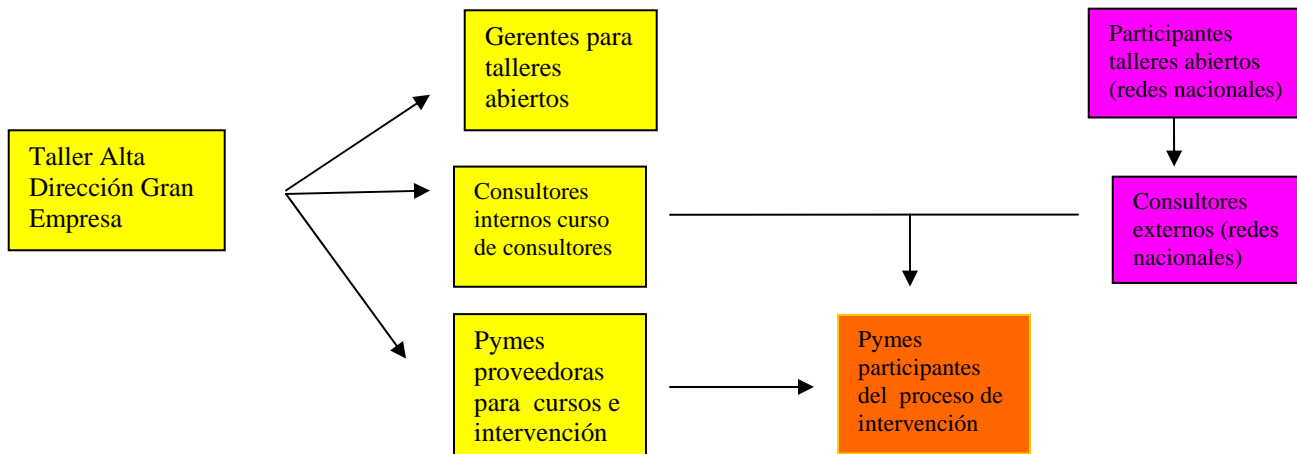 Taller Alta
Dirección Gran
Empresa
Gerentes para
talleres
abiertos
Consultores
internos curso
de consultores
Pymes
proveedoras
para cursos e
intervención
Participantes
talleres abiertos
(redes nacionales)
Consultores
externos (redes
nacionales)
Pymes
participantes
del proceso de
intervención